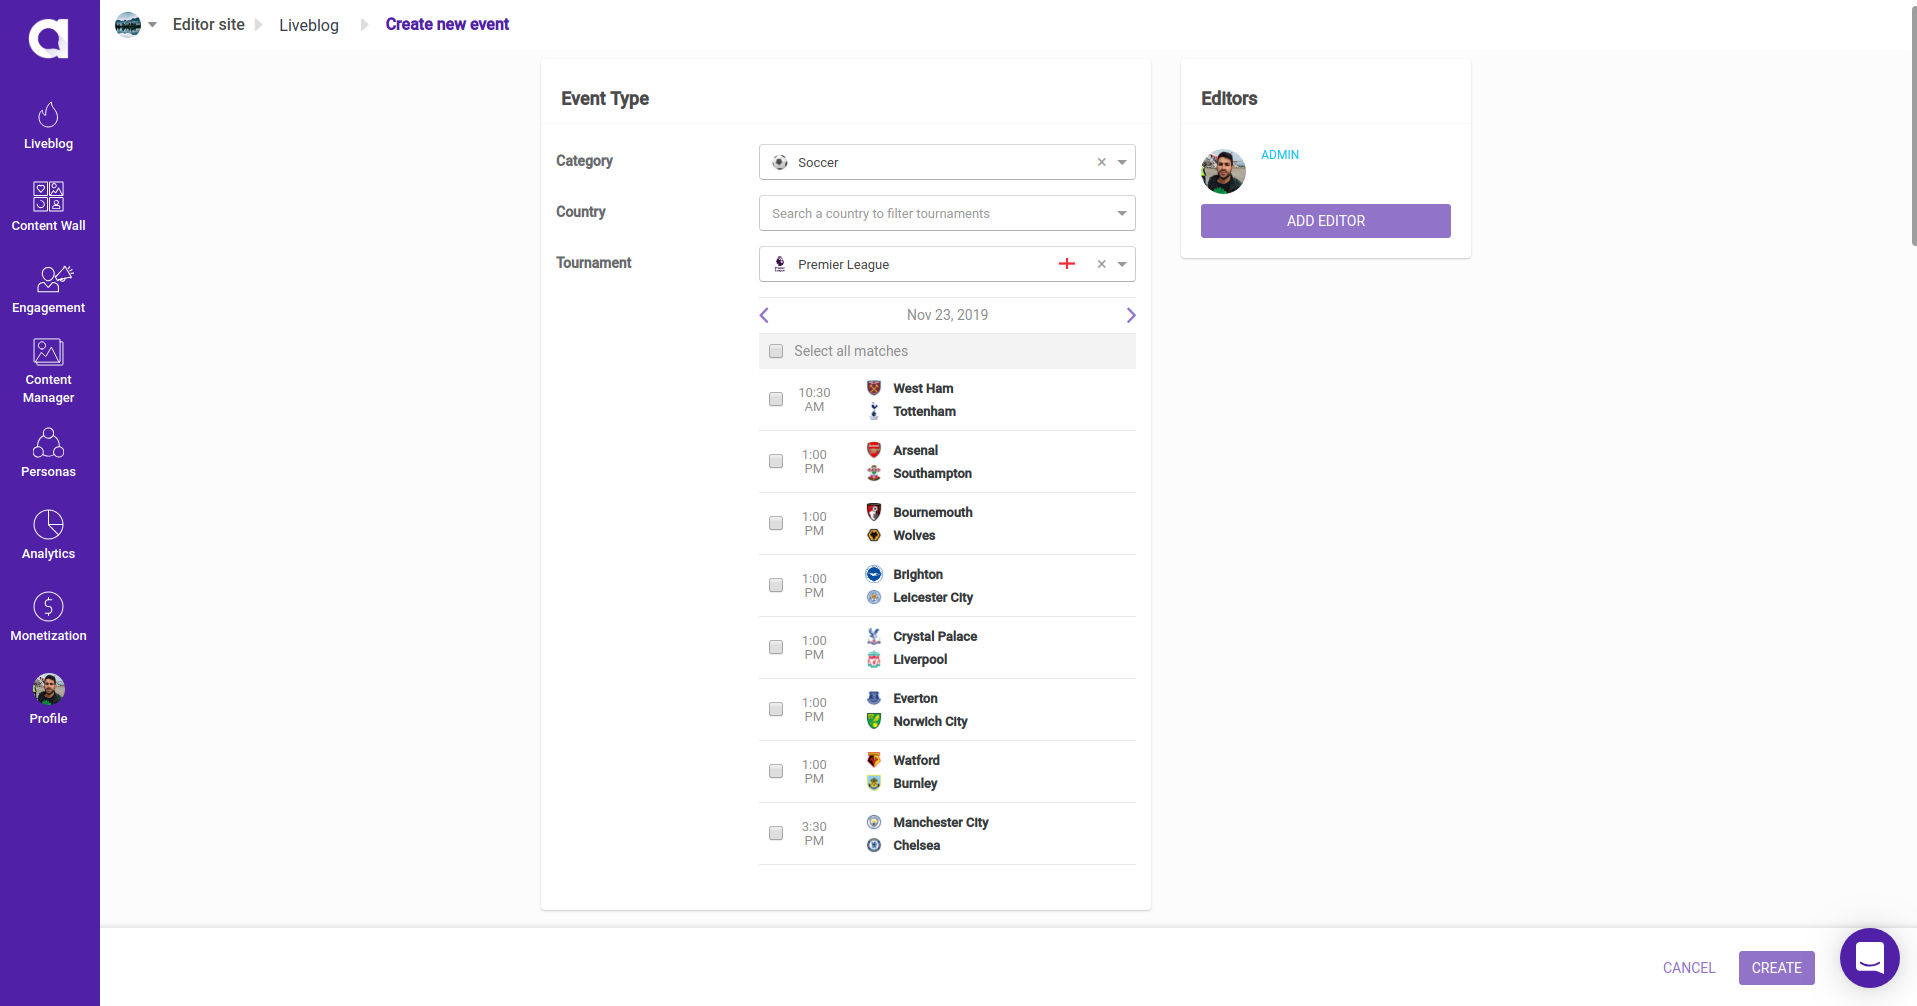 Editor site
Liveblog
Create new event
Liveblog
Content Wall
Engagement
Content
Manager
Personas
Analytics
Monetization
Profile
Event Type
Category
Soccer
Country
Search a country to filter tournaments
Tournament
Premier League
Nov 23, 2019
Select all matches
10:30
AM
West Ham
Tottenham
1:00
PM
Arsenal
Southampton
1:00
PM
Bournemouth
Wolves
1:00
PM
Brighton
Leicester City
1:00
PM
Crystal Palace
Liverpool
1:00
PM
Everton
Norwich City
1:00
PM
Watford
Burnley
3:30
PM
Manchester City
Chelsea
Editors
ADMIN
ADD EDITOR
CANCEL
CREATE